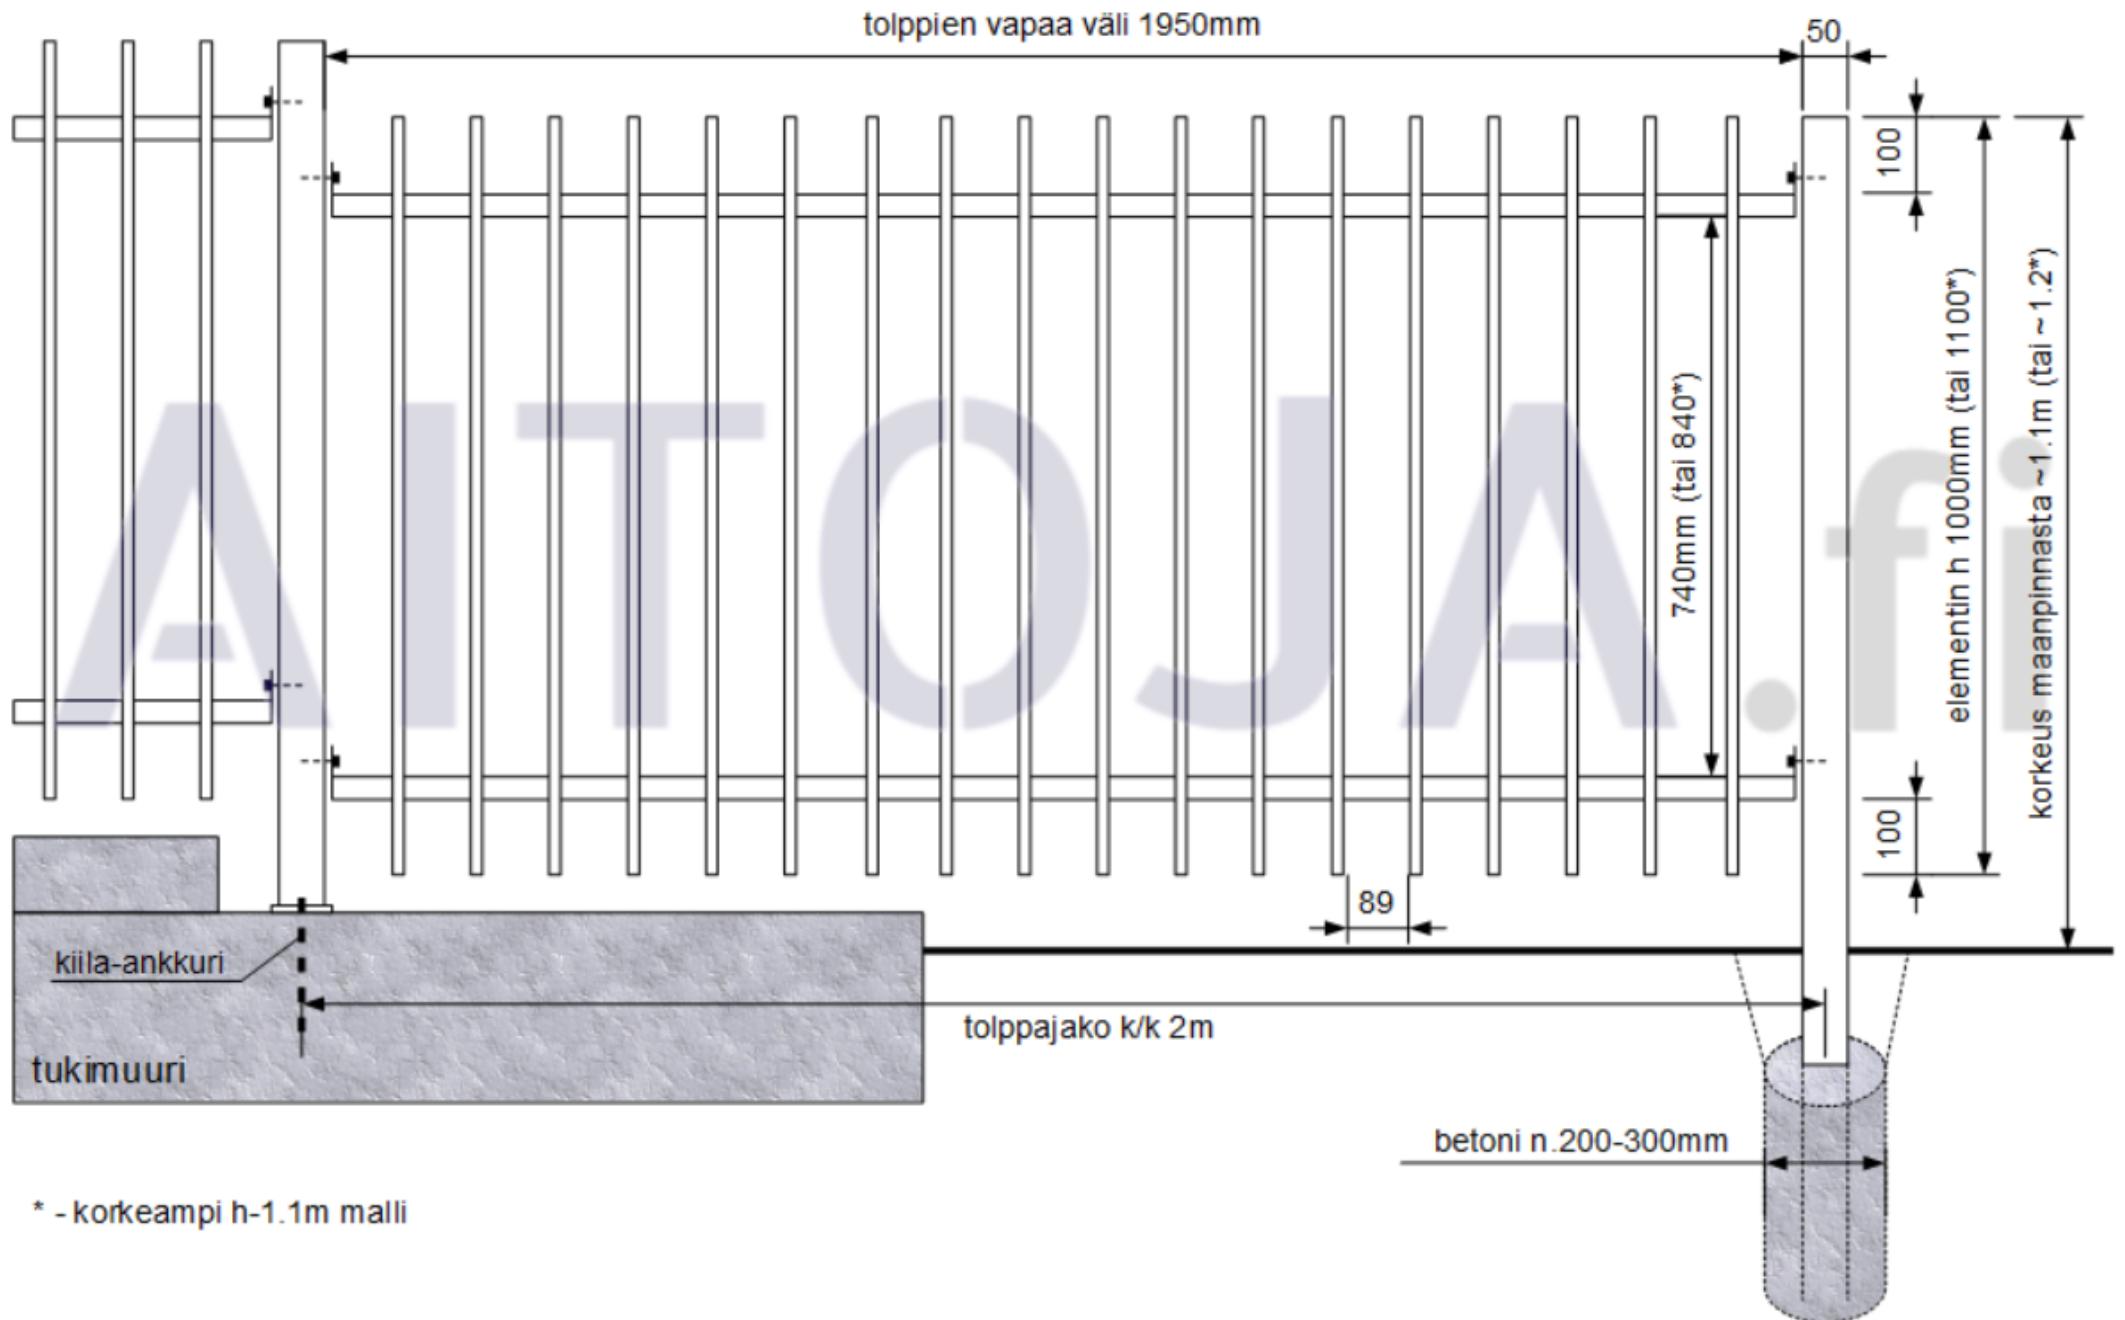 tolppien vapaa väli 1950mm
50
100
740mm (tai 840*)
elementin h 1000mm (tai 1100*)
korkeus maanpinnasta ~1.1m (tai ~1.2*)
AITOJA.fi
100
89
kiila-ankkuri
tolppajako k/k 2m
tukimuuri
betoni n.200-300mm
* - korkeampi h-1.1m malli